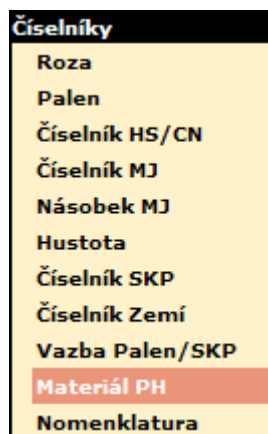 Číselníky
Roza
Palen
Číselník HS/CN
Číselník MJ
Násobek MJ
Hustota
Číselník SKP
Číselník Zemí
Vazba Palen/SKP
Materiál PH
Nomenklatura